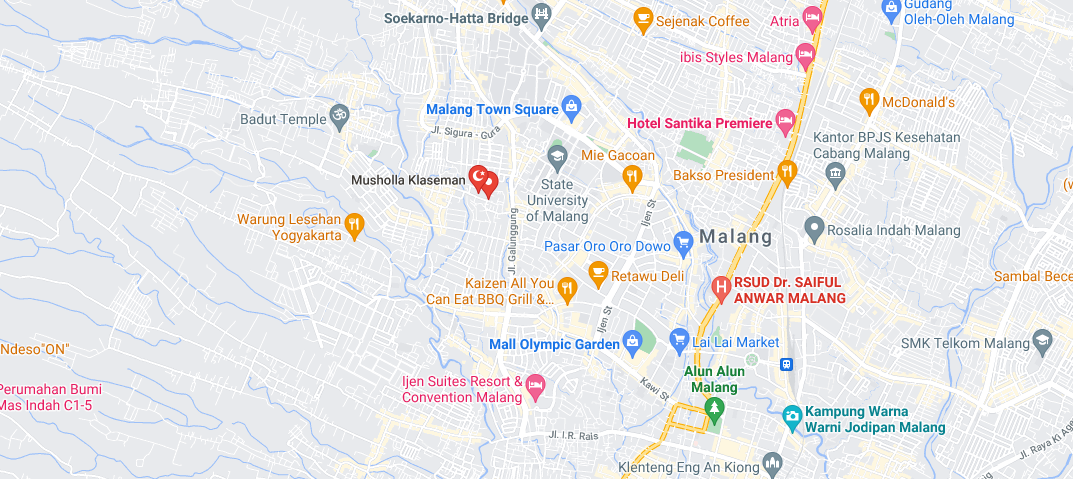 Soekarno-Hatta Bridge
Sejenak Coffee
Atria
Gudang
Oleh-Oleh Malang
ibis Styles Malang
Malang Town Square
McDonald's
Badut Temple
Jl. Sigura - Gura
Hotel Santika Premiere
Kantor BPJS Kesehatan
Cabang Malang
Mie Gacoan
Musholla Klaseman
State
University
of Malang
Bakso President
Warung Lesehan
Yogyakarta
Jl. Galunggung
Ijen St
Pasar Oro Oro Dowo
Malang
Rosalia Indah Malang
Kaizen All You
Can Eat BBQ Grill &...
Retawu Deli
RSUD Dr. SAIFUL
ANWAR MALANG
Sambal Bece
Ijen St
Ndeso"ON"
Mall Olympic Garden
Lai Lai Market
SMK Telkom Malang
Perumahan Bumi
Mas Indah C1-5
Ijen Suites Resort &
Convention Malang
Kawi St
Alun Alun
Malang
Kampung Warna
Warni Jodipan Malang
Jl. I.R. Rais
Jl. Raya Ki Ag
Klenteng Eng An Kiong